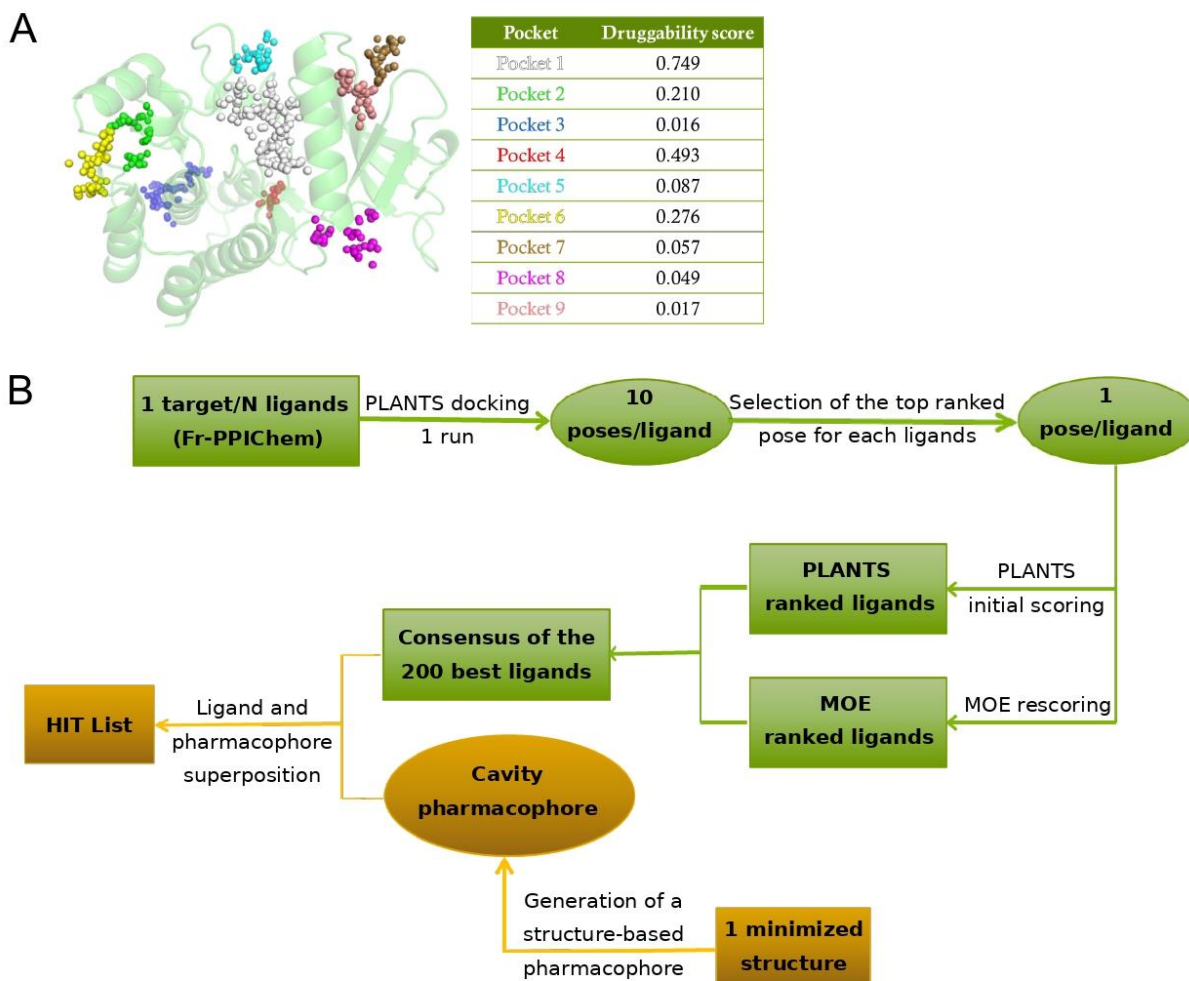 A
Pocket Druggability score
Pocket 1 0.749
Pocket 2 0.210
Pocket 3 0.016
Pocket 4 0.493
Pocket 5 0.087
Pocket 6 0.276
Pocket 7 0.057
Pocket 8 0.049
Pocket 9 0.017
B
1 target/N ligands
(Fr-PPIChem)
PLANTS docking
1 run
10
poses/ligand
Selection of the top ranked
pose for each ligands
1
pose/ligand
PLANTS
initial scoring
PLANTS
ranked ligands
MOE rescoring
MOE
ranked ligands
Consensus of the
200 best ligands
Ligand and
pharmacophore
superposition
HIT List
Cavity
pharmacophore
Generation of a
structure-based
pharmacophore
1 minimized
structure